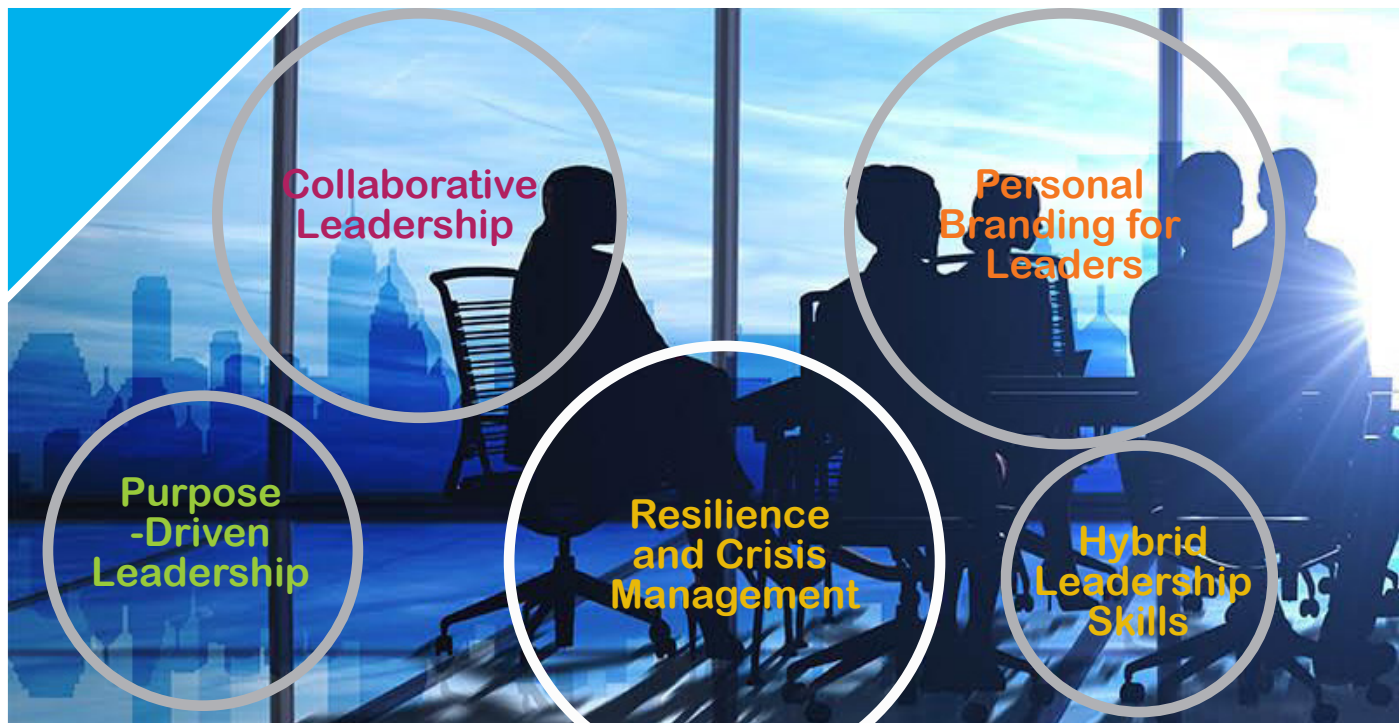 Collaborative
Leadership
Personal
Branding for
Leaders
Purpose
-Driven
Leadership
Resilience
and Crisis
Management
Hybrid
Leadership
Skills